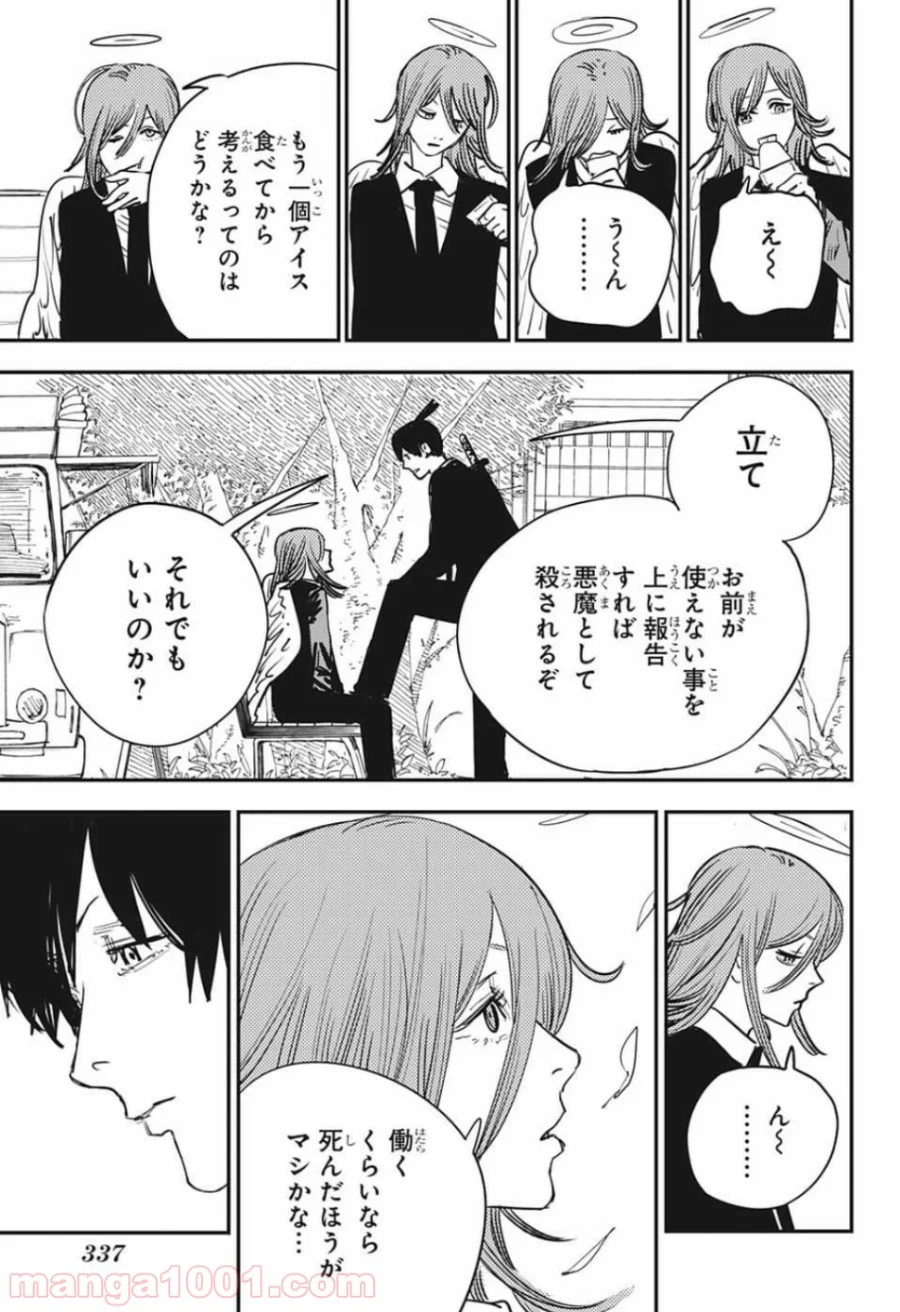 え〜
う〜ん
………
もう一個アイス
食べてから
考えるってのは
どうかな？
立て
お前が
使えない事を
上に報告
すれば
悪魔として
殺されるぞ
それでも
いいのか？
ん〜
………
働く
くらいなら
死んだほうが
マシかな…
337
manga1001.com